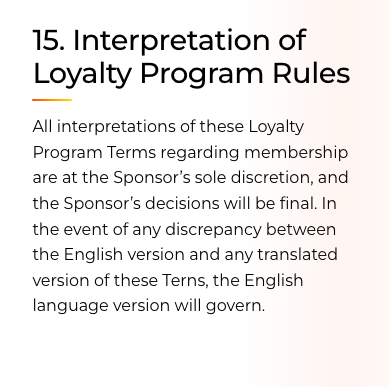 15. Interpretation of
Loyalty Program Rules
All interpretations of these Loyalty
Program Terms regarding membership
are at the Sponsor’s sole discretion, and
the Sponsor’s decisions will be final. In
the event of any discrepancy between
the English version and any translated
version of these Terns, the English
language version will govern.